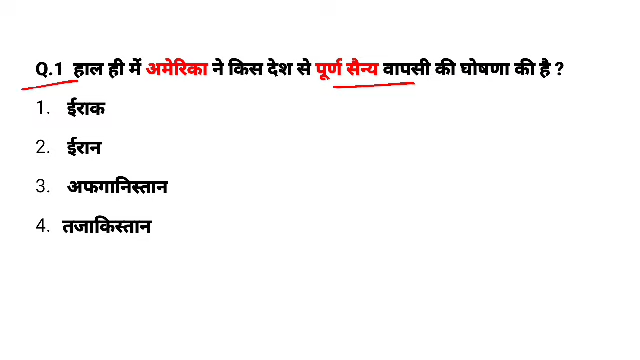 Q.1 हाल ही में अमेरिका ने किस देश से पूर्ण सैन्य वापसी की घोषणा की है ?
1. ईराक
2. ईरान
3. अफगानिस्तान
4. तजाकिस्तान